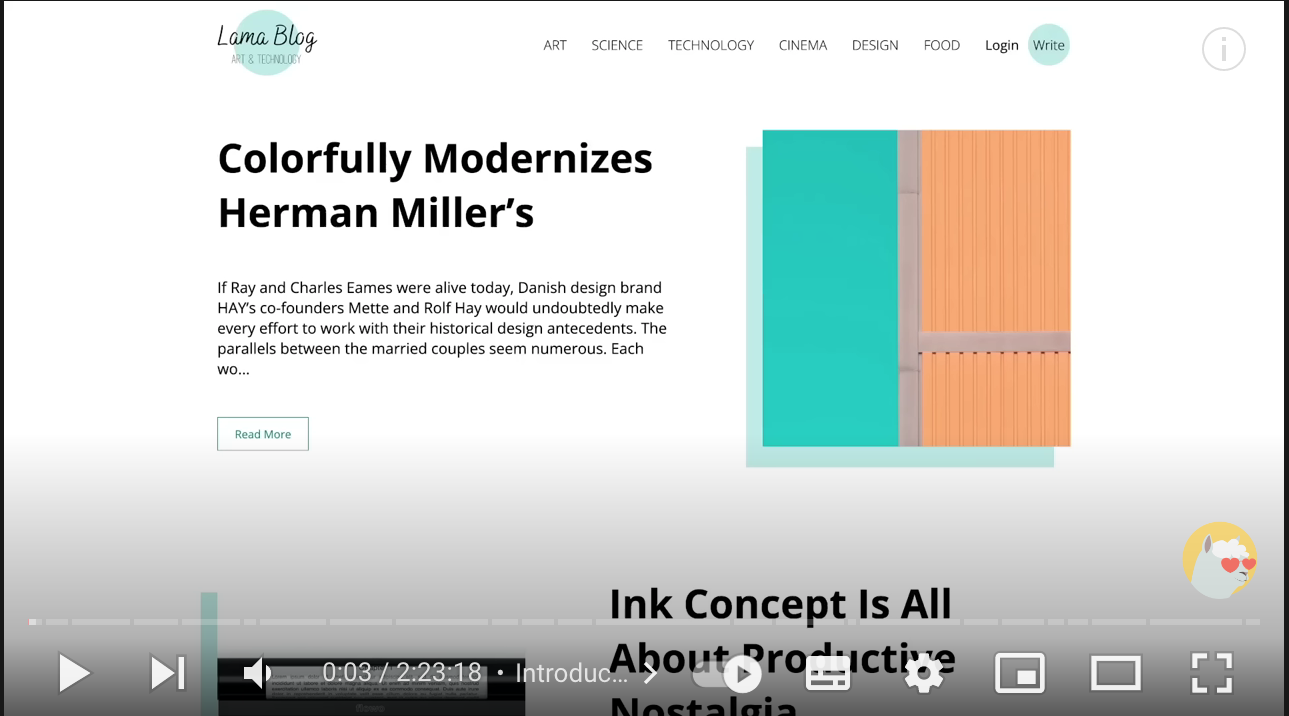 Lama Blog
ART & TECHNOLOGY
ART SCIENCE TECHNOLOGY CINEMA DESIGN FOOD Login Write
Colorfully Modernizes
Herman Miller’s
If Ray and Charles Eames were alive today, Danish design brand
HAY’s co-founders Mette and Rolf Hay would undoubtedly make
every effort to work with their historical design antecedents. The
parallels between the married couples seem numerous. Each
wo...
Read More
Ink Concept Is All
About Productive
Nostalgia
flowo
0:03 / 2:23:18 • Introduc...